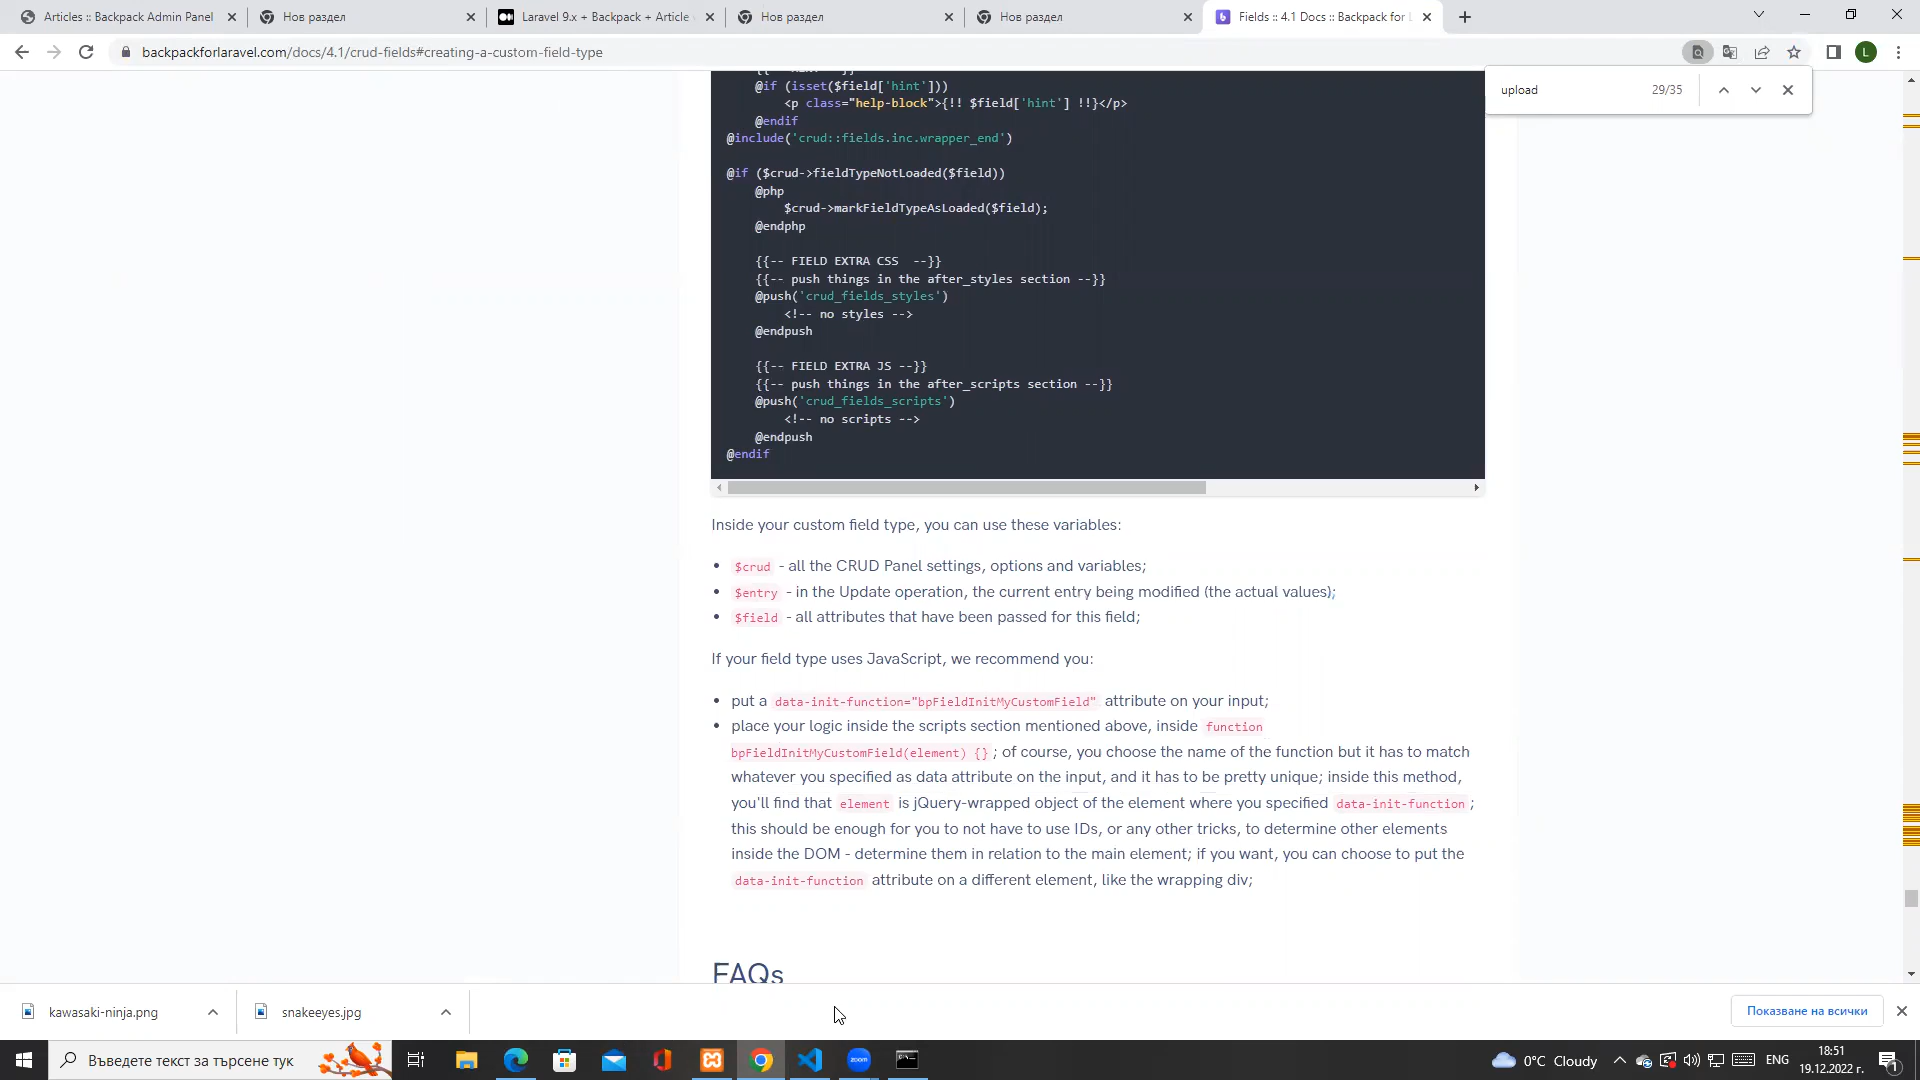 Articles :: Backpack Admin Panel
Нов раздел
Laravel 9.x + Backpack + Article
Нов раздел
Нов раздел
Fields :: 4.1 Docs :: Backpack for
backpackforlaravel.com/docs/4.1/crud-fields#creating-a-custom-field-type
L
upload
29/35
@if (isset($field['hint']))
<p class="help-block">{!! $field['hint'] !!}</p>
@endif
@include('crud::fields.inc.wrapper_end')
@if ($crud->fieldTypeNotLoaded($field))
@php
$crud->markFieldTypeAsLoaded($field);
@endphp
{{-- FIELD EXTRA CSS  --}}
{{-- push things in the after_styles section --}}
@push('crud_fields_styles')
<!-- no styles -->
@endpush
{{-- FIELD EXTRA JS --}}
{{-- push things in the after_scripts section --}}
@push('crud_fields_scripts')
<!-- no scripts -->
@endpush
@endif
Inside your custom field type, you can use these variables:
• $crud - all the CRUD Panel settings, options and variables;
• $entry - in the Update operation, the current entry being modified (the actual values);
• $field - all attributes that have been passed for this field;
If your field type uses JavaScript, we recommend you:
• put a data-init-function="bpFieldInitMyCustomField" attribute on your input;
• place your logic inside the scripts section mentioned above, inside function
bpFieldInitMyCustomField(element) {} ; of course, you choose the name of the function but it has to match
whatever you specified as data attribute on the input, and it has to be pretty unique; inside this method,
you'll find that element is jQuery-wrapped object of the element where you specified data-init-function ;
this should be enough for you to not have to use IDs, or any other tricks, to determine other elements
inside the DOM - determine them in relation to the main element; if you want, you can choose to put the
data-init-function attribute on a different element, like the wrapping div;
FAQs
kawasaki-ninja.png
snakeeyes.jpg
Показване на всички
Въведете текст за търсене тук
zoom
0°C Cloudy
ENG
18:51
19.12.2022 г.
1